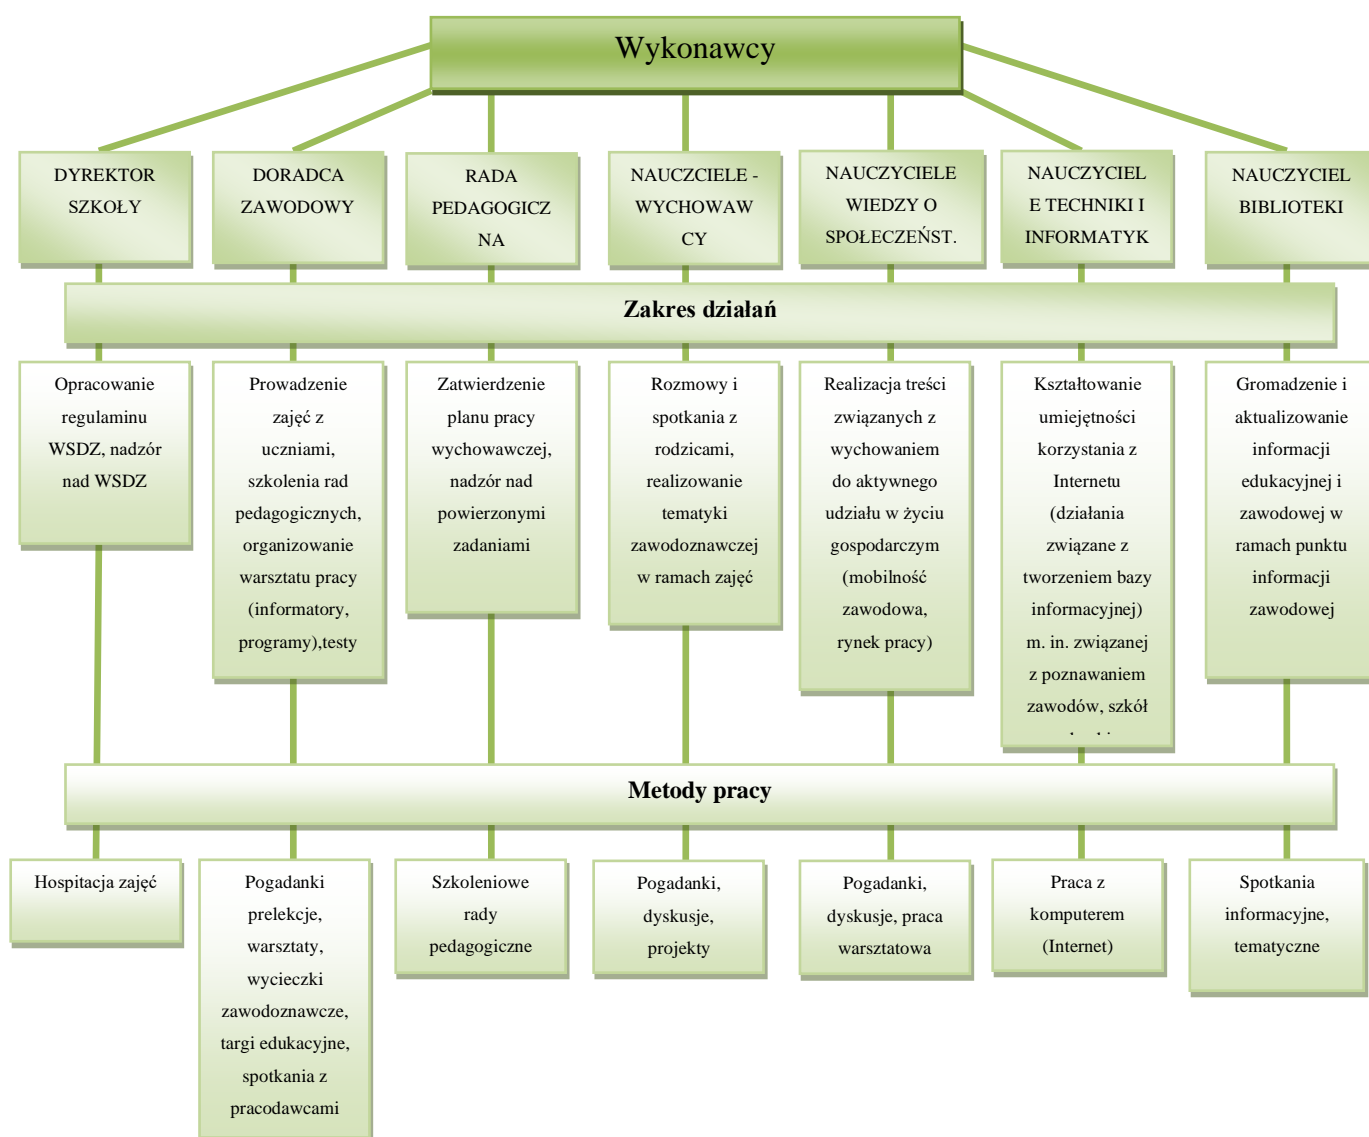 Wykonawcy
DYREKTOR
SZKOŁY
DORADCA
ZAWODOWY
RADA
PEDAGOGICZ
NA
NAUCZCIELE -
WYCHOWAW
CY
NAUCZYCIELE
WIEDZY O
SPOŁECZEŃST.
NAUCZYCIEL
E TECHNIKI I
INFORMATYK
NAUCZYCIEL
BIBLIOTEKI
Zakres działań
Opracowanie
regulaminu
WSDZ, nadzór
nad WSDZ
Prowadzenie
zajęć z
uczniami,
szkolenia rad
pedagogicznych,
organizowanie
warsztatu pracy
(informatory,
programy),testy
Zatwierdzenie
planu pracy
wychowawczej,
nadzór nad
powierzonymi
zadaniami
Rozmowy i
spotkania z
rodzicami,
realizowanie
tematyki
zawodoznawczej
w ramach zajęć
Realizacja treści
związanych z
wychowaniem
do aktywnego
udziału w życiu
gospodarczym
(mobilność
zawodowa,
rynek pracy)
Kształtowanie
umiejętności
korzystania z
Internetu
(działania
związane z
tworzeniem bazy
informacyjnej)
m. in. związanej
z poznawaniem
zawodów, szkół
Gromadzenie i
aktualizowanie
informacji
edukacyjnej i
zawodowej w
ramach punktu
informacji
zawodowej
Metody pracy
Hospitacja zajęć
Pogadanki
prelekcje,
warsztaty,
wycieczki
zawodoznawcze,
targi edukacyjne,
spotkania z
pracodawcami
Szkoleniowe
rady
pedagogiczne
Pogadanki,
dyskusje,
projekty
Pogadanki,
dyskusje, praca
warsztatowa
Praca z
komputerem
(Internet)
Spotkania
informacyjne,
tematyczne